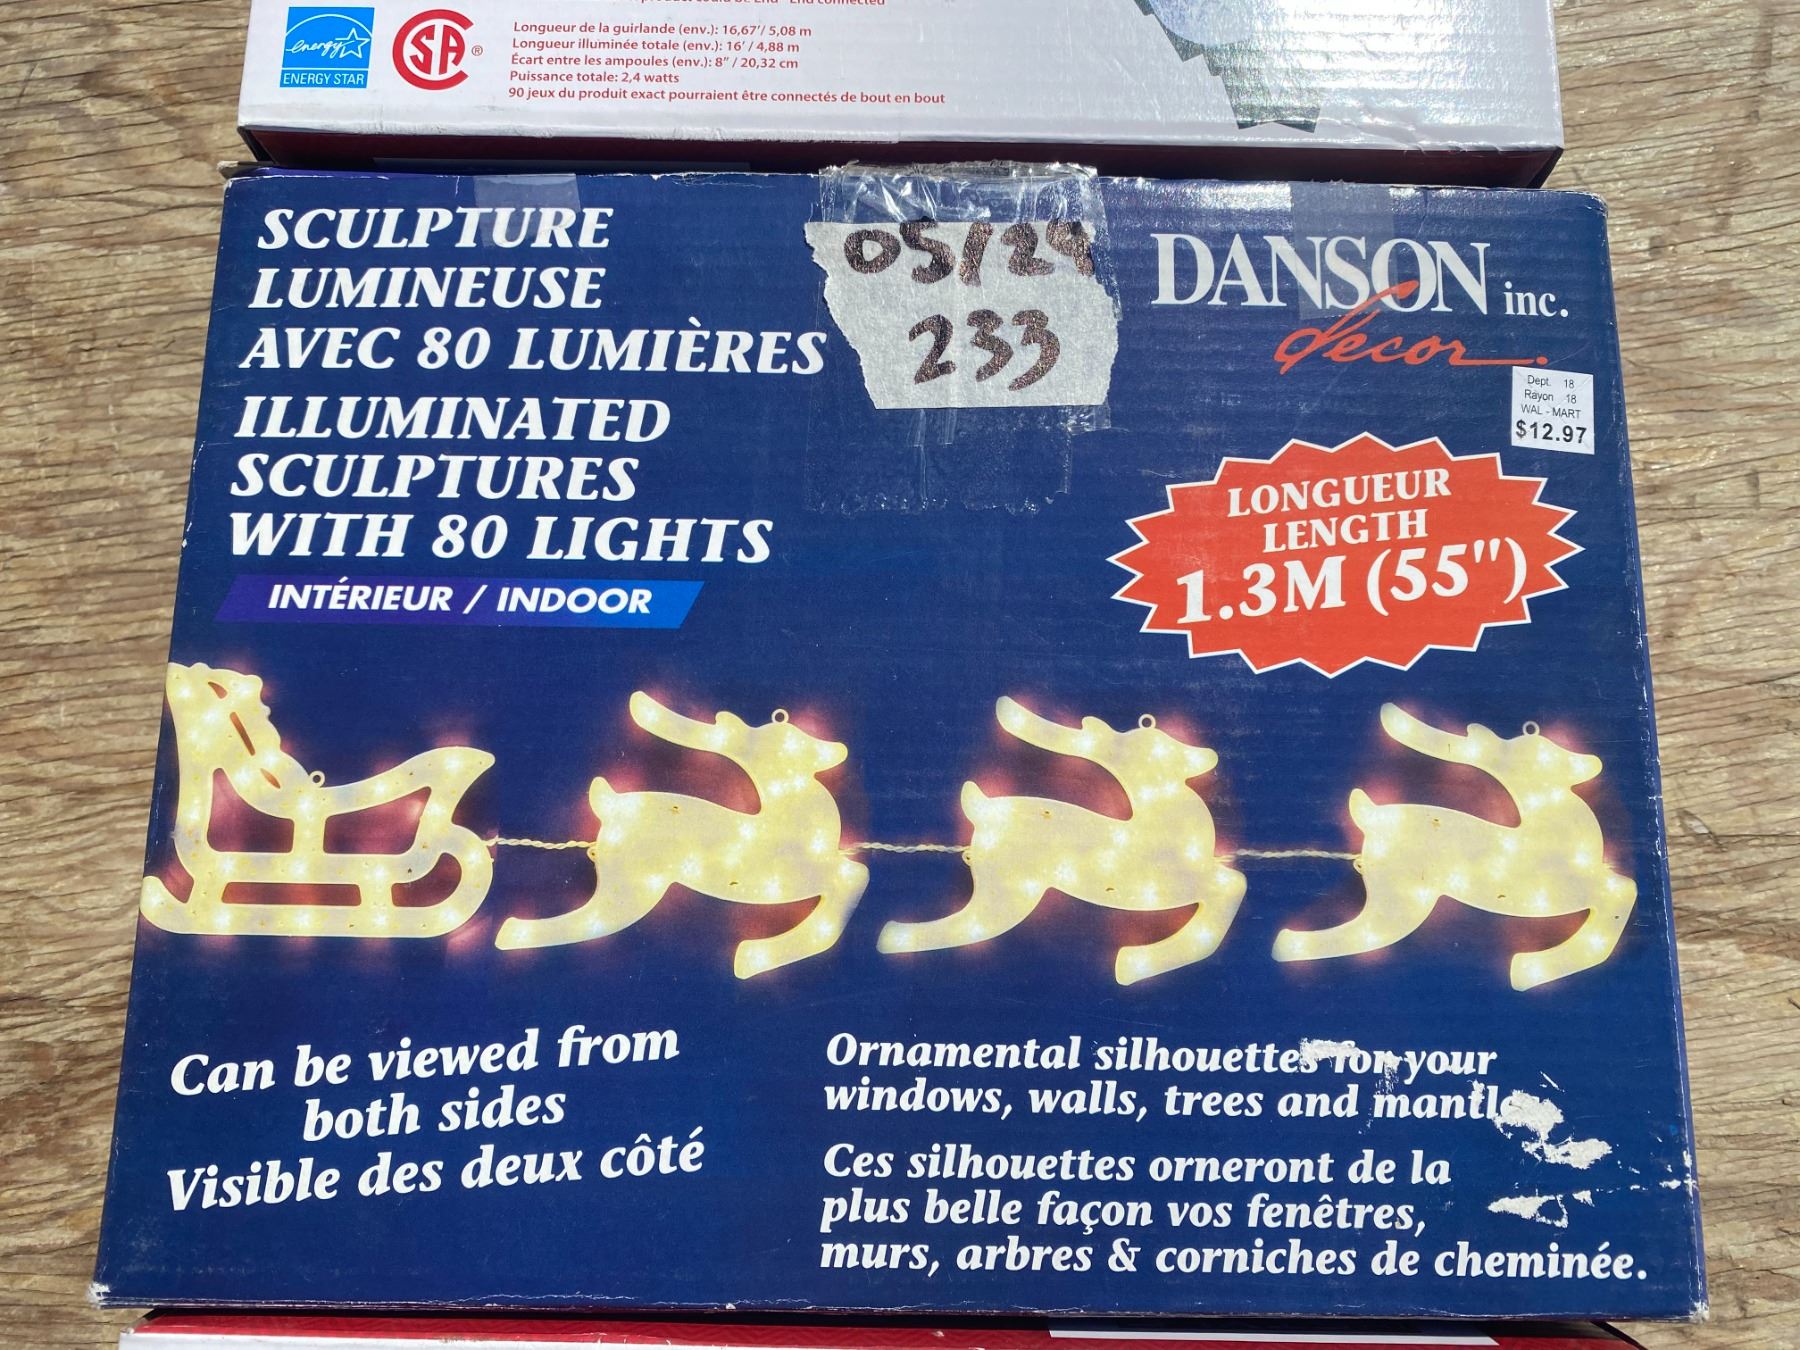 energy
ENERGY STAR
CSA ®
Longueur de la guirlande (env.): 16,67'/ 5,08 m
Longueur illuminée totale (env.): 16' / 4,88 m
Écart entre les ampoules (env.): 8" / 20,32 cm
Puissance totale: 2,4 watts
90 jeux du produit exact pourraient être connectés de bout en bout
SCULPTURE
LUMINEUSE
AVEC 80 LUMIÈRES
ILLUMINATED
SCULPTURES
WITH 80 LIGHTS
INTÉRIEUR / INDOOR
05/24
233
DANSON inc.
decor
Dept. 18
Rayon 18
WAL-MART
$12.97
LONGUEUR
LENGTH
1.3M (55")
Can be viewed from
both sides
Visible des deux côté
Ornamental silhouettes for your
windows, walls, trees and
Ces silhouettes orneront de la
plus belle façon vos fenêtres,
murs, arbres & corniches de cheminée.